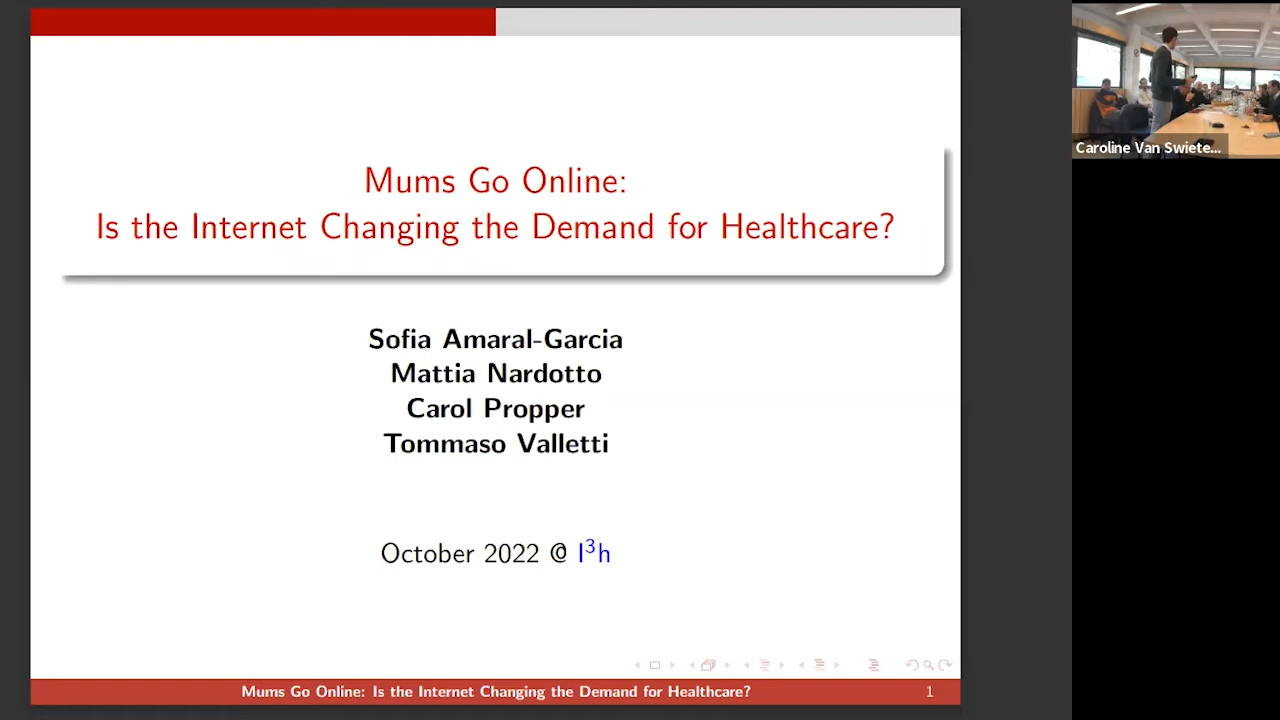 Mums Go Online:
Is the Internet Changing the Demand for Healthcare?
Sofia Amaral-Garcia
Mattia Nardotto
Carol Propper
Tommaso Valletti
October 2022 @ I³h
Mums Go Online: Is the Internet Changing the Demand for Healthcare?
1
Caroline Van Swiete...